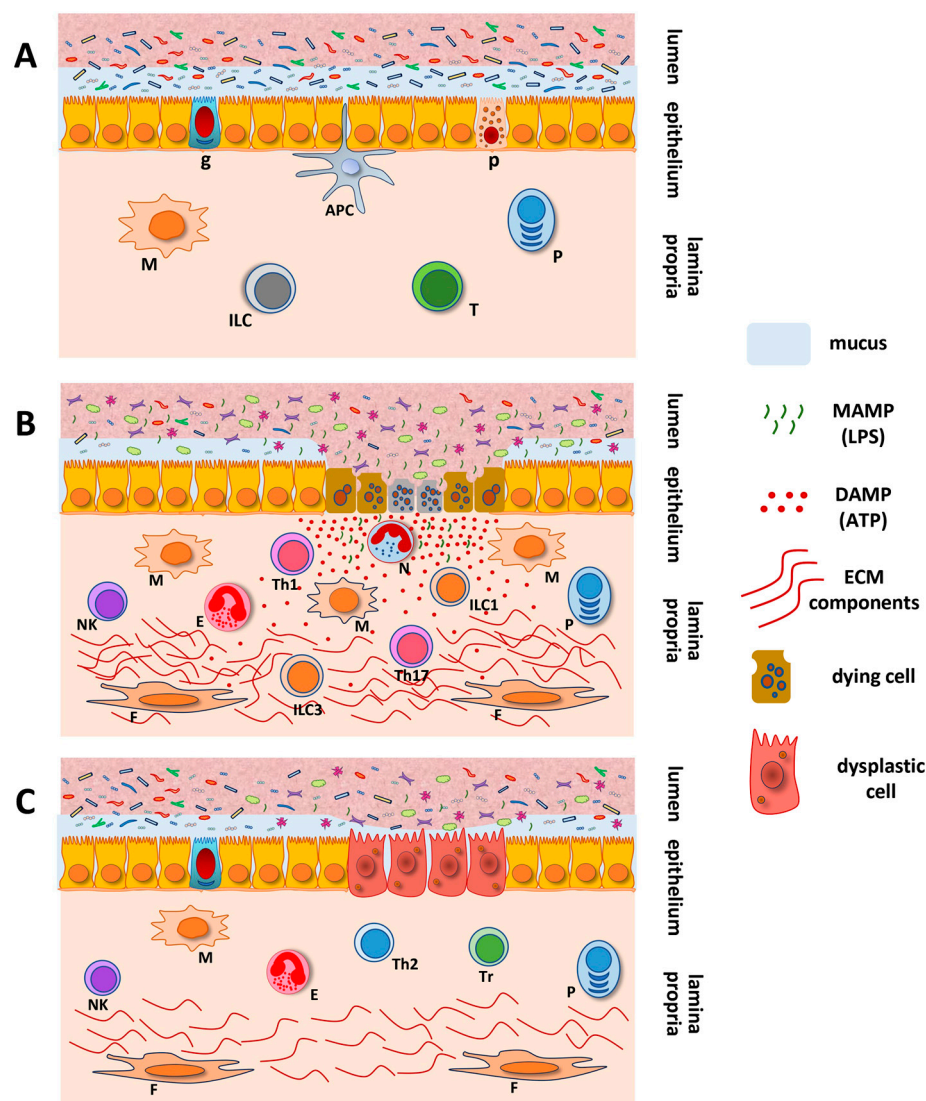 A
lumen
epithelium
g
p
APC
M
P
lamina
propria
ILC
T
mucus
B
lumen
MAMP
(LPS)
epithelium
DAMP
(ATP)
N
Th1
M
M
ECM
components
NK
E
M
ILC1
P
lamina
propria
Th17
dying cell
F
ILC3
F
C
lumen
dysplastic
cell
epithelium
M
Th2
Tr
NK
E
P
lamina
propria
F
F